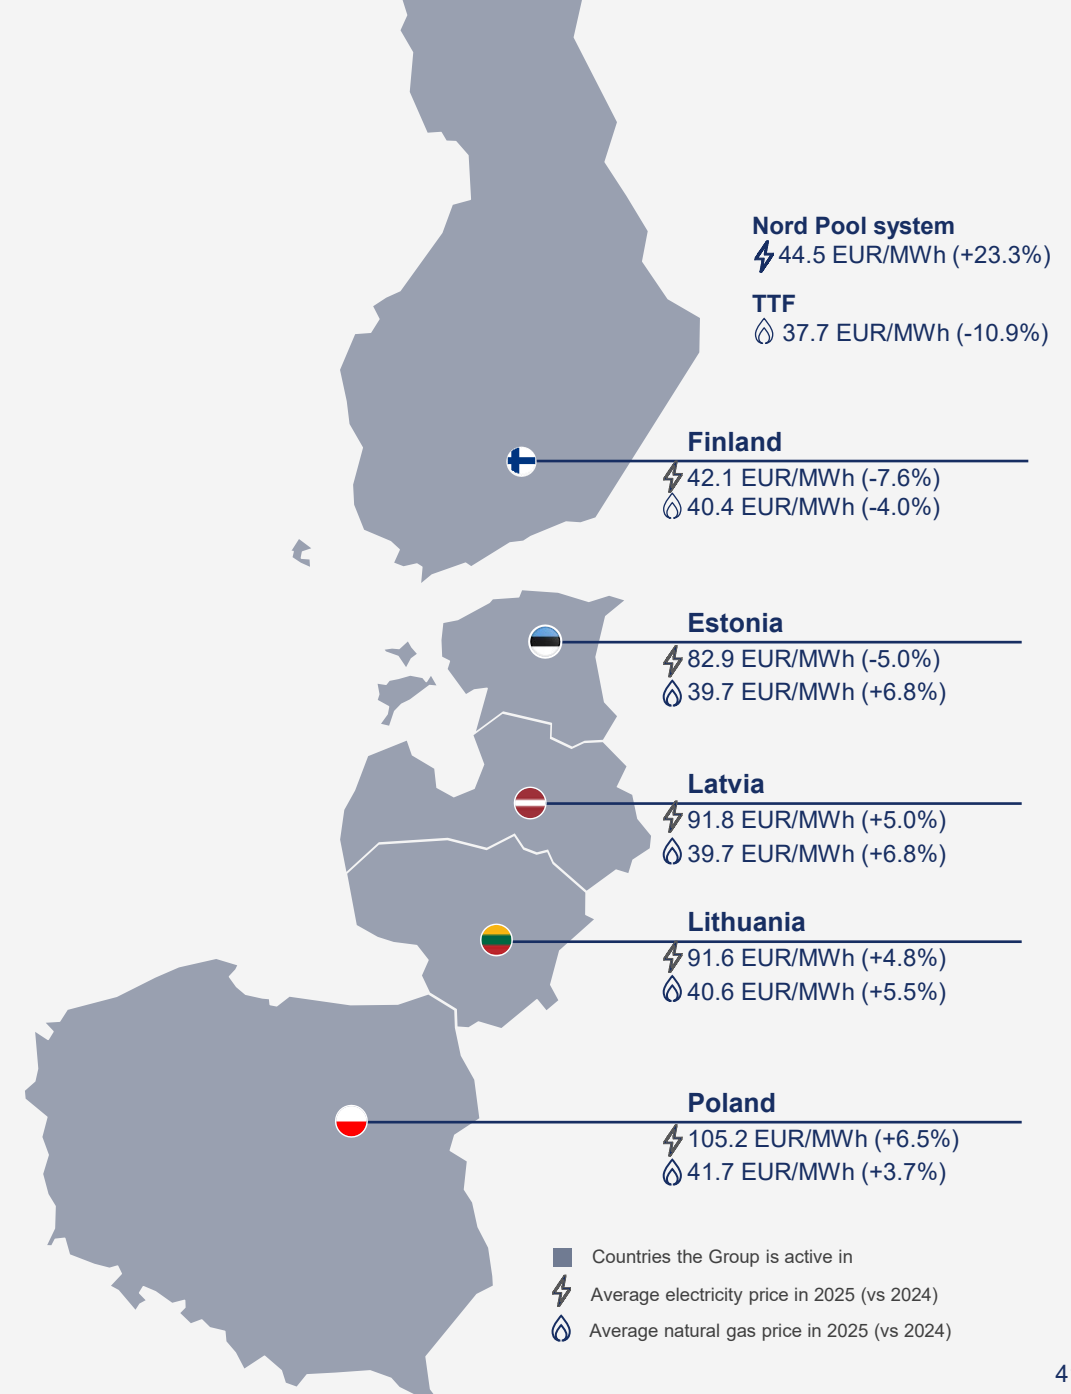 Nord Pool system
44.5 EUR/MWh (+23.3%)
TTF
37.7 EUR/MWh (-10.9%)
Finland
42.1 EUR/MWh (-7.6%)
40.4 EUR/MWh (-4.0%)
Estonia
82.9 EUR/MWh (-5.0%)
39.7 EUR/MWh (+6.8%)
Latvia
91.8 EUR/MWh (+5.0%)
39.7 EUR/MWh (+6.8%)
Lithuania
91.6 EUR/MWh (+4.8%)
40.6 EUR/MWh (+5.5%)
Poland
105.2 EUR/MWh (+6.5%)
41.7 EUR/MWh (+3.7%)
Countries the Group is active in
Average electricity price in 2025 (vs 2024)
Average natural gas price in 2025 (vs 2024)
4